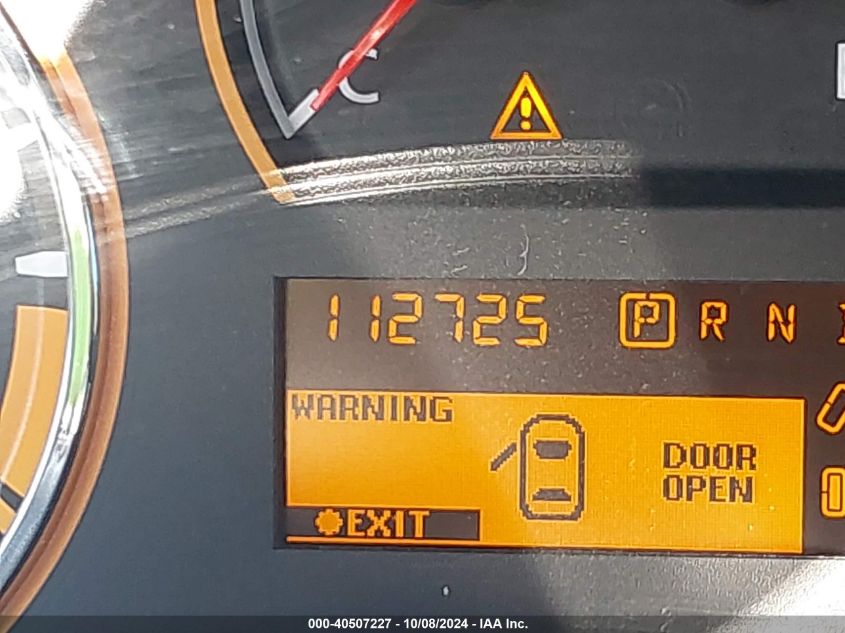 C
112725 P R N
WARNING
DOOR
OPEN
EXIT
000-40507227 - 10/08/2024 - IAA Inc.